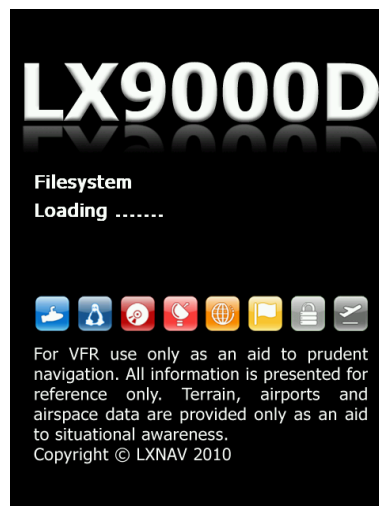 LX9000D
Filesystem
Loading .......
For VFR use only as an aid to prudent
navigation. All information is presented for
reference only. Terrain, airports and
airspace data are provided only as an aid
to situational awareness.
Copyright © LXNAV 2010